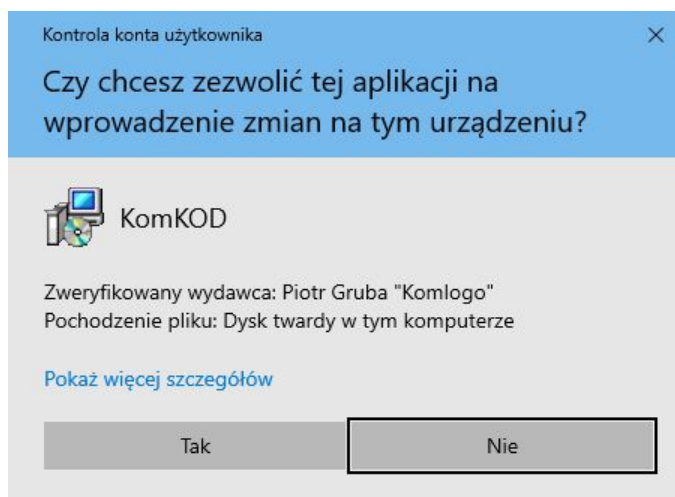 Kontrola konta użytkownika
Czy chcesz zezwolić tej aplikacji na
wprowadzenie zmian na tym urządzeniu?
KomKOD
Zweryfikowany wydawca: Piotr Gruba "Komlogo"
Pochodzenie pliku: Dysk twardy w tym komputerze
Pokaż więcej szczegółów
Tak
Nie